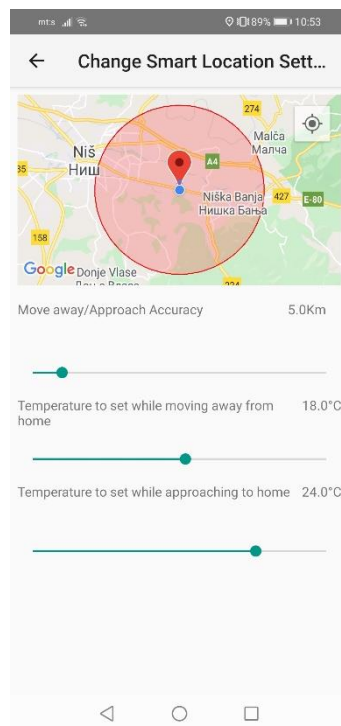 mt:s 89% 10:53
Change Smart Location Sett...
274
Malča
Малча
Niš
Ниш
A4
35
Niška Banja
Нишка Бања
427
E-80
158
Google
Donje Vlase
Move away/Approach Accuracy 5.0Km
Temperature to set while moving away from 18.0°C
home
Temperature to set while approaching to home 24.0°C